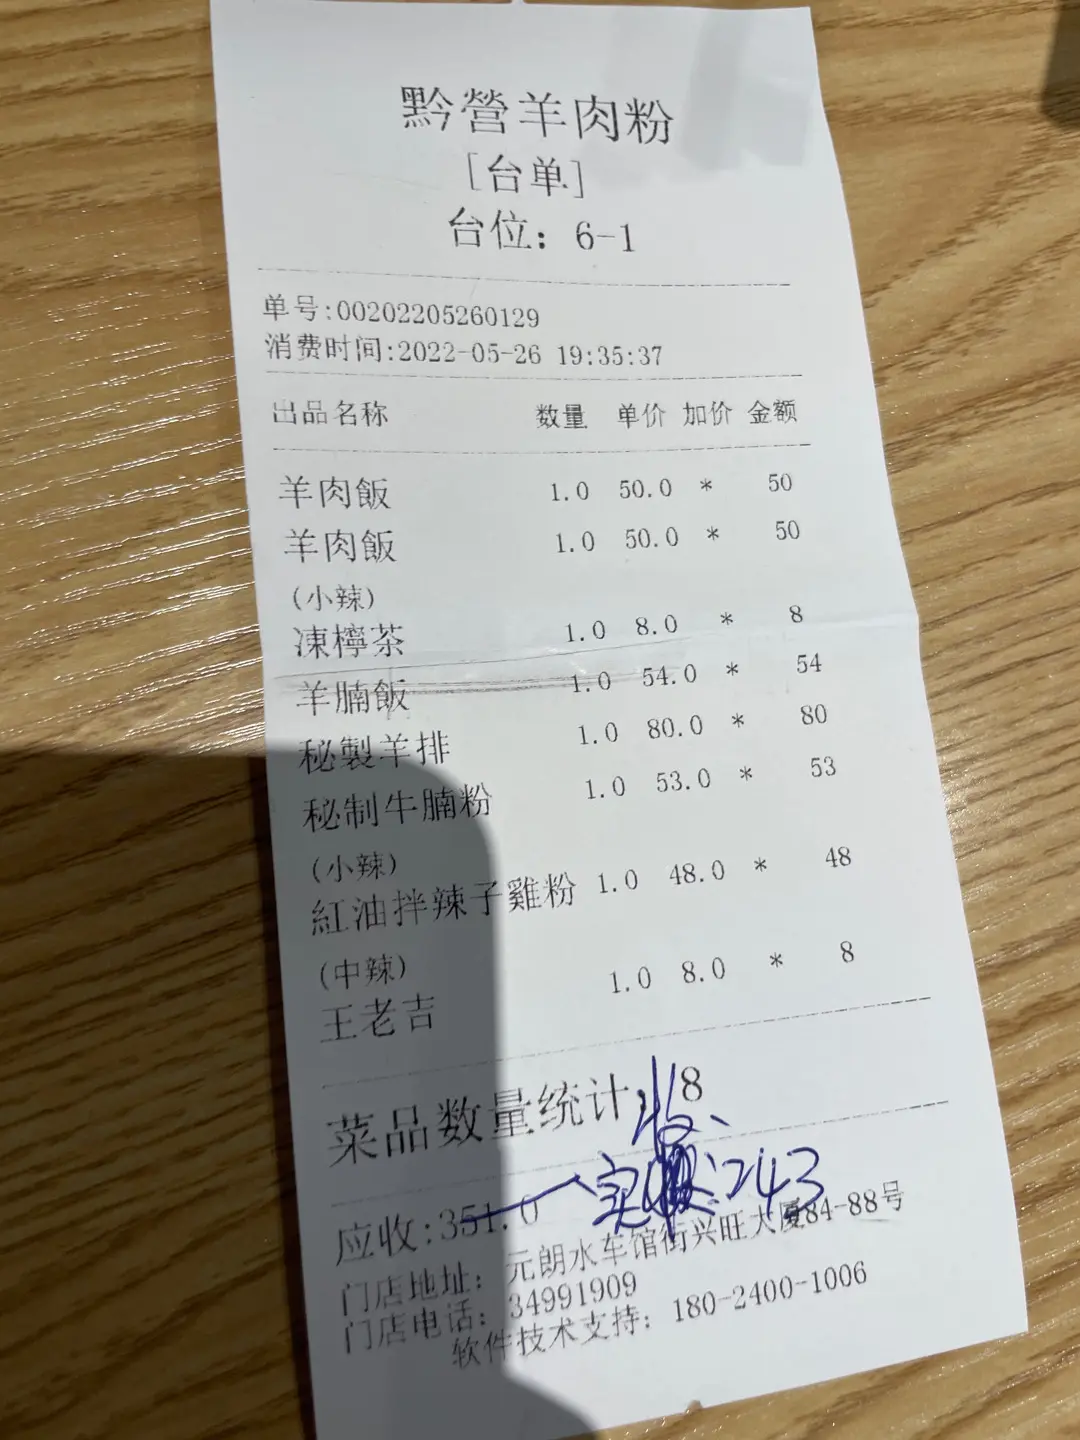 黔營羊肉粉
[台单]
台位：6-1
单号:00202205260129
消费时间:2022-05-26 19:35:37
出品名称 数量 单价 加价 金额
羊肉飯 1.0 50.0 * 50
羊肉飯 1.0 50.0 * 50
(小辣)
凍檸茶 1.0 8.0 * 8
羊腩飯 1.0 54.0 * 54
秘製羊排 1.0 80.0 * 80
秘制牛腩粉 1.0 53.0 * 53
(小辣)
紅油拌辣子雞粉 1.0 48.0 * 48
(中辣)
王老吉 1.0 8.0 * 8
菜品数量统计 8
实收:243
应收:351.0
门店地址：元朗水车馆街兴旺大厦84-88号
门店电话：34991909
软件技术支持：180-2400-1006